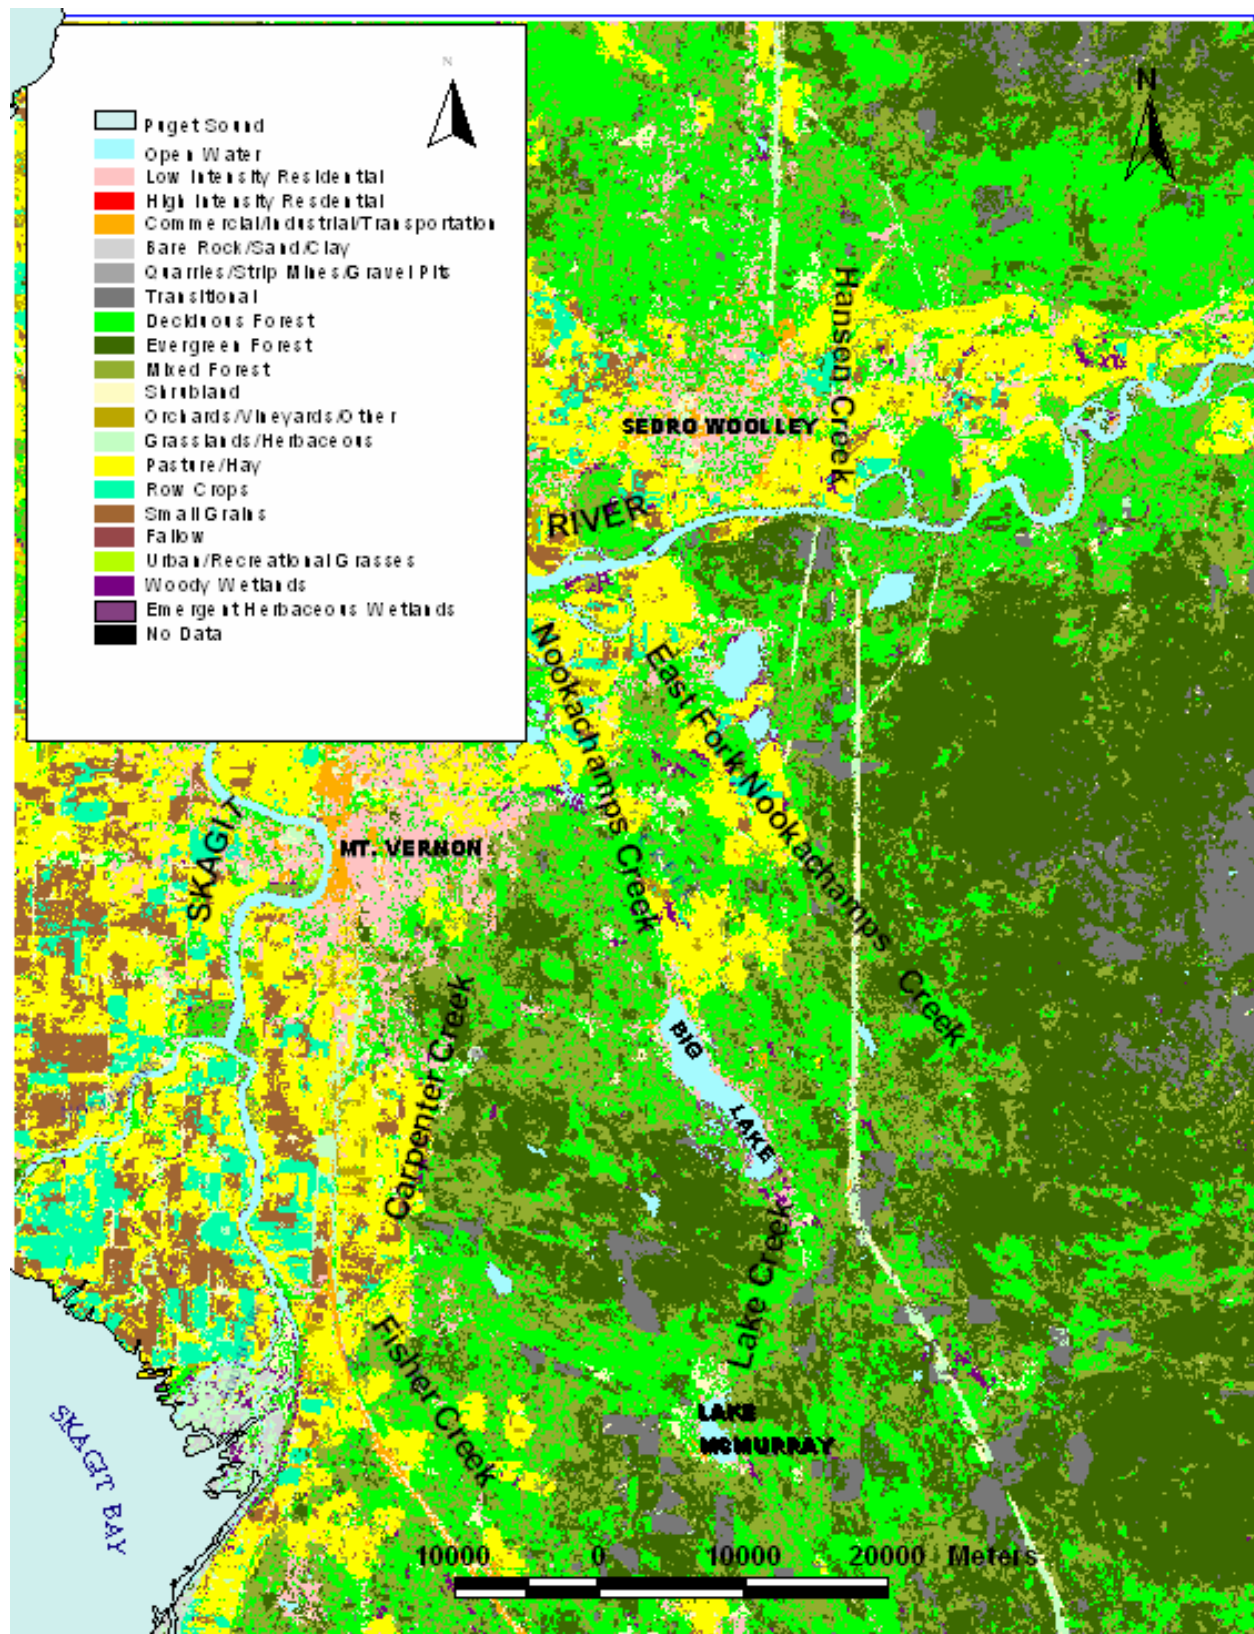 N
N
Puget Sound
Open Water
Low Intensity Residential
High Intensity Resdential
Commercial/Industrial/Transportation
Bare Rock/Sand/Clay
Quarries/Strip Mines/Gravel Pits
Transitional
Deciduous Forest
Evergreen Forest
Mixed Forest
Shrubland
Orchards/Vineyards/Other
Grasslands/Herbaceous
Pasture/Hay
Row Crops
Small Grains
Fallow
Urban/Recreational Grasses
Woody Wetlands
Emergent Herbaceous Wetlands
No Data
Hansen Creek
SEDRO WOOLLEY
RIVER
Nookachamps Creek
East Fork Nookachamps Creek
SKAGIT
MT. VERNON
Carpenter Creek
BIG LAKE
Lake Creek
Fisher Creek
LAKE
MCMURRAY
SKAGIT BAY
10000 0 10000 20000 Meters